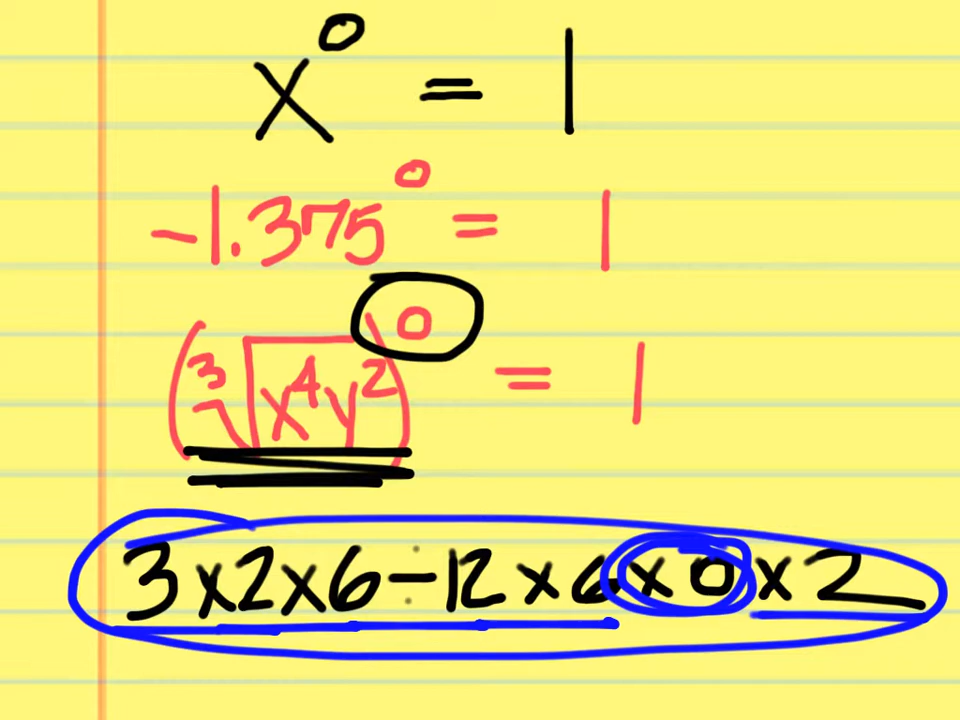 x⁰ = 1
-1.375⁰ = 1
(∛(x⁴y²))⁰ = 1
3x2x6÷12x6x0x2